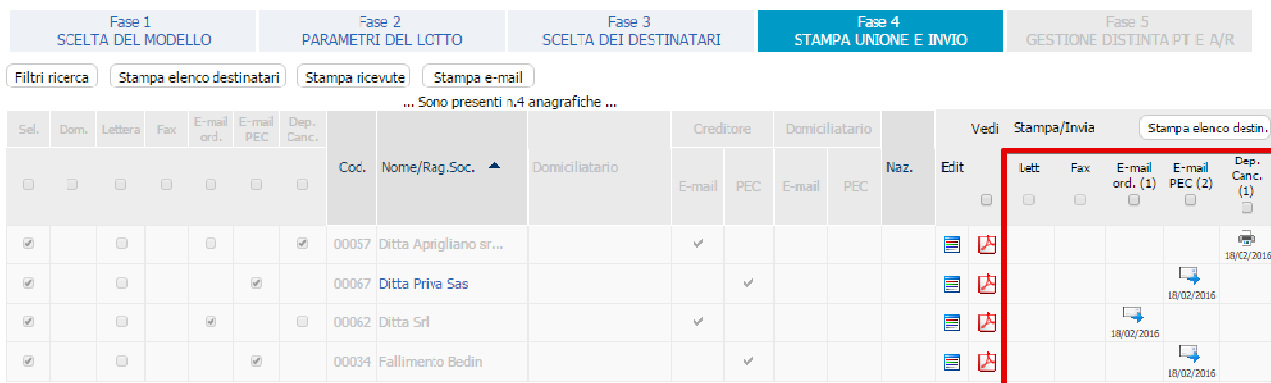 Fase 1
SCELTA DEL MODELLO
Fase 2
PARAMETRI DEL LOTTO
Fase 3
SCELTA DEI DESTINATARI
Fase 4
STAMPA UNIONE E INVIO
Fase 5
GESTIONE DISTINTA PT E A/R
Filtri ricerca Stampa elenco destinatari Stampa ricevute Stampa e-mail
... Sono presenti n.4 anagrafiche ...
Sel. Dom. Lettera Fax E-mail ord. E-mail PEC Dep. Canc. Cod. Nome/Rag.Soc. Domiciliatario Creditore Domiciliatario Naz. Edit Vedi Stampa/Invia Stampa elenco destin.
E-mail PEC E-mail PEC Lett Fax E-mail ord. (1) E-mail PEC (2) Dep. Canc. (1)
00057 Ditta Aprigliano sr...
18/02/2016
00067 Ditta Priva Sas
18/02/2016
00062 Ditta Srl
18/02/2016
00034 Fallimento Bedin
18/02/2016